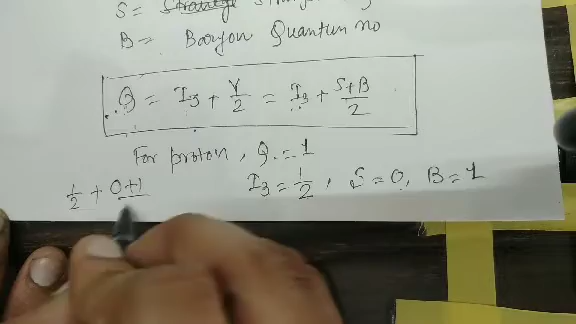 S = Strange
B = Baryon Quantum no
Q = I3 + Y/2 = I3 + S+B/2
For proton, Q = 1
1/2 + 0+1 I3 = 1/2, S = 0, B = 1